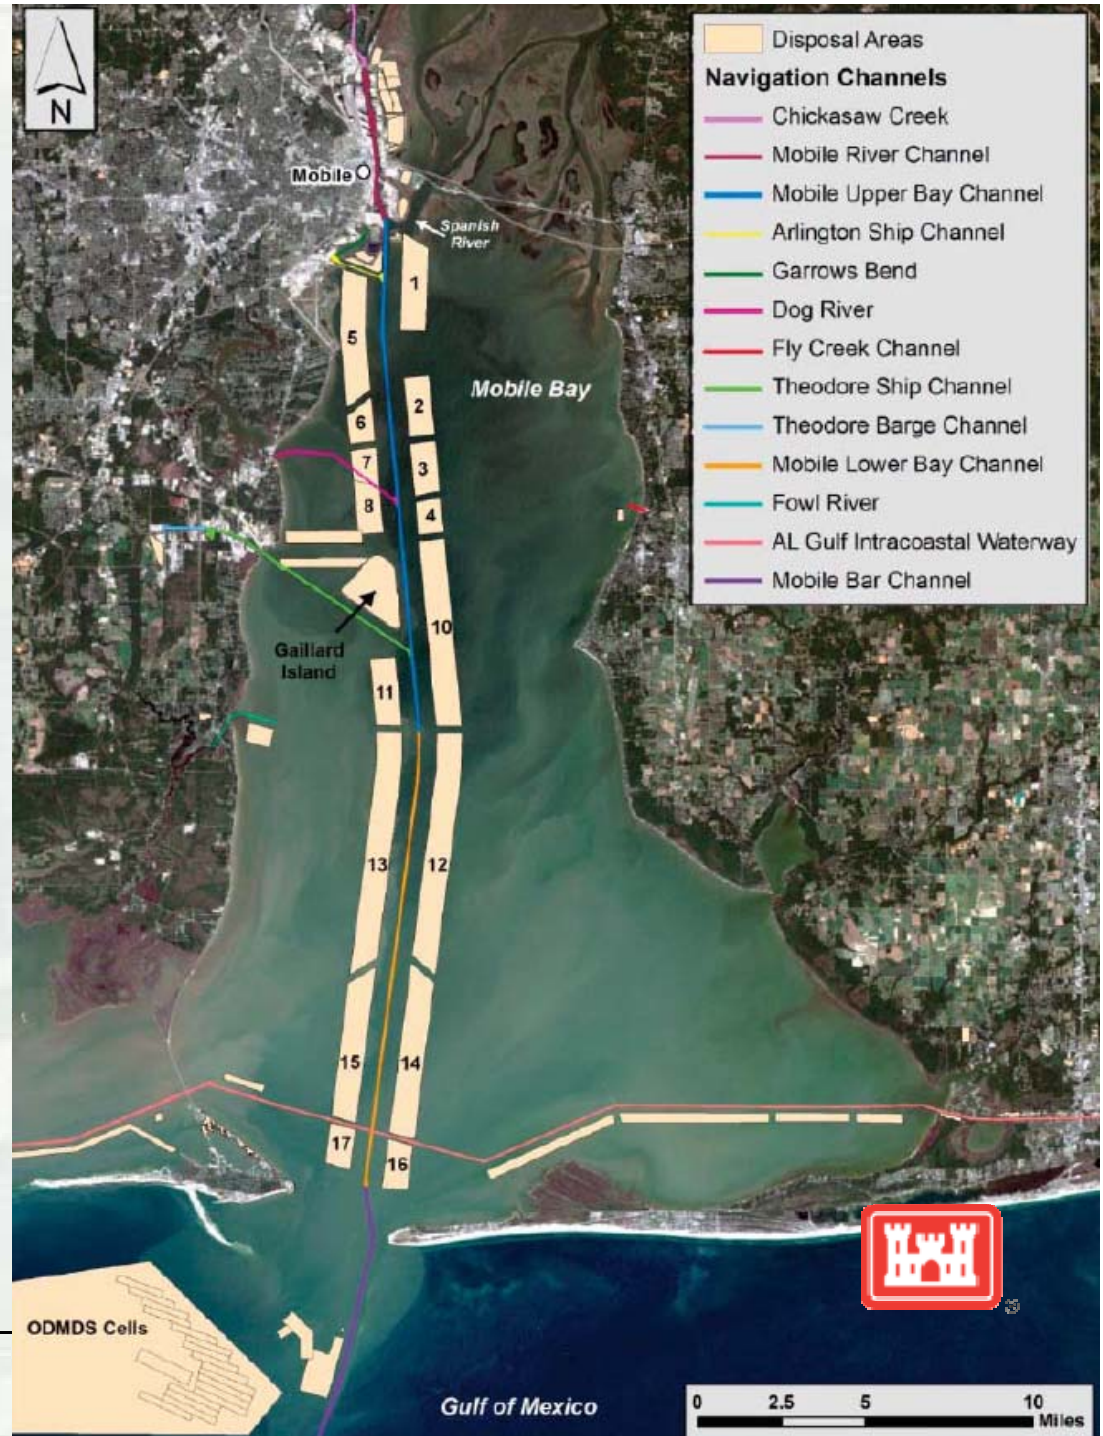 N
Disposal Areas
Navigation Channels
Chickasaw Creek
Mobile River Channel
Mobile Upper Bay Channel
Arlington Ship Channel
Garrows Bend
Dog River
Fly Creek Channel
Theodore Ship Channel
Theodore Barge Channel
Mobile Lower Bay Channel
Fowl River
AL Gulf Intracoastal Waterway
Mobile Bar Channel
Mobile
Spanish
River
1
5
Mobile Bay
2
6
7
3
8
4
10
Gaillard
Island
11
13
12
15
14
17
16
ODMDS Cells
Gulf of Mexico
0 2.5 5 10
Miles